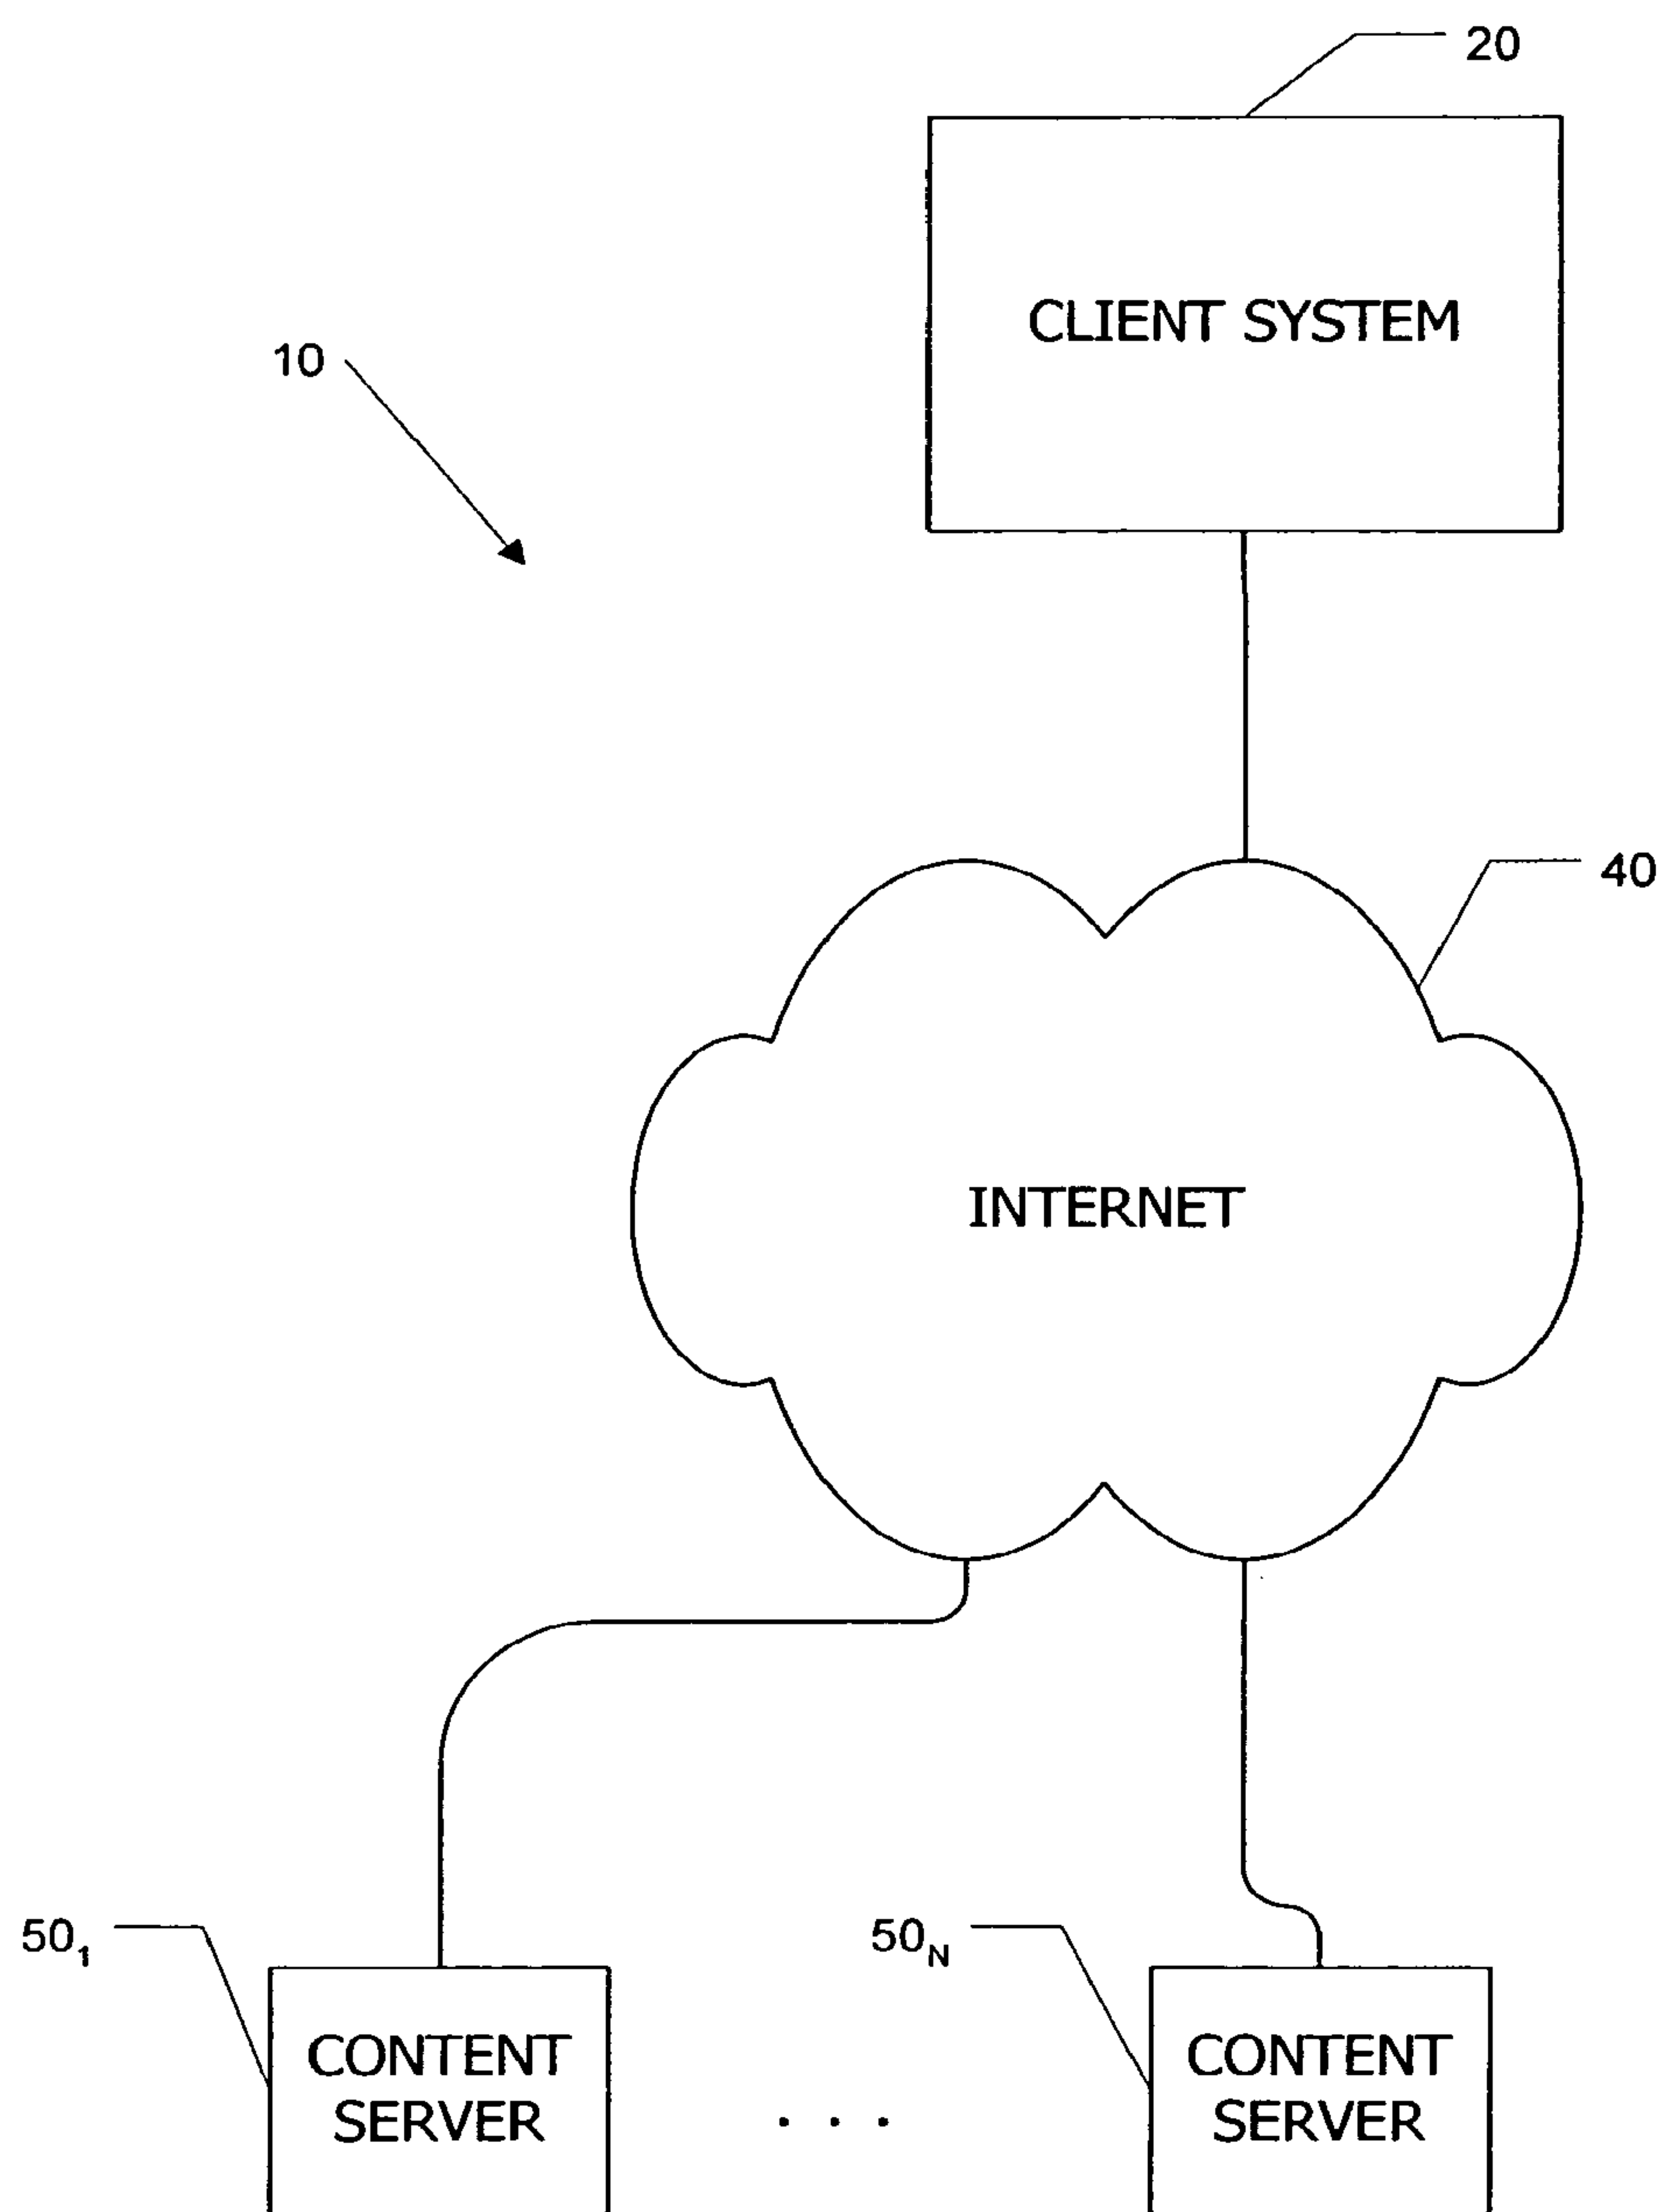 20
CLIENT SYSTEM
10
40
INTERNET
50₁
50ₙ
CONTENT
SERVER
. . .
CONTENT
SERVER